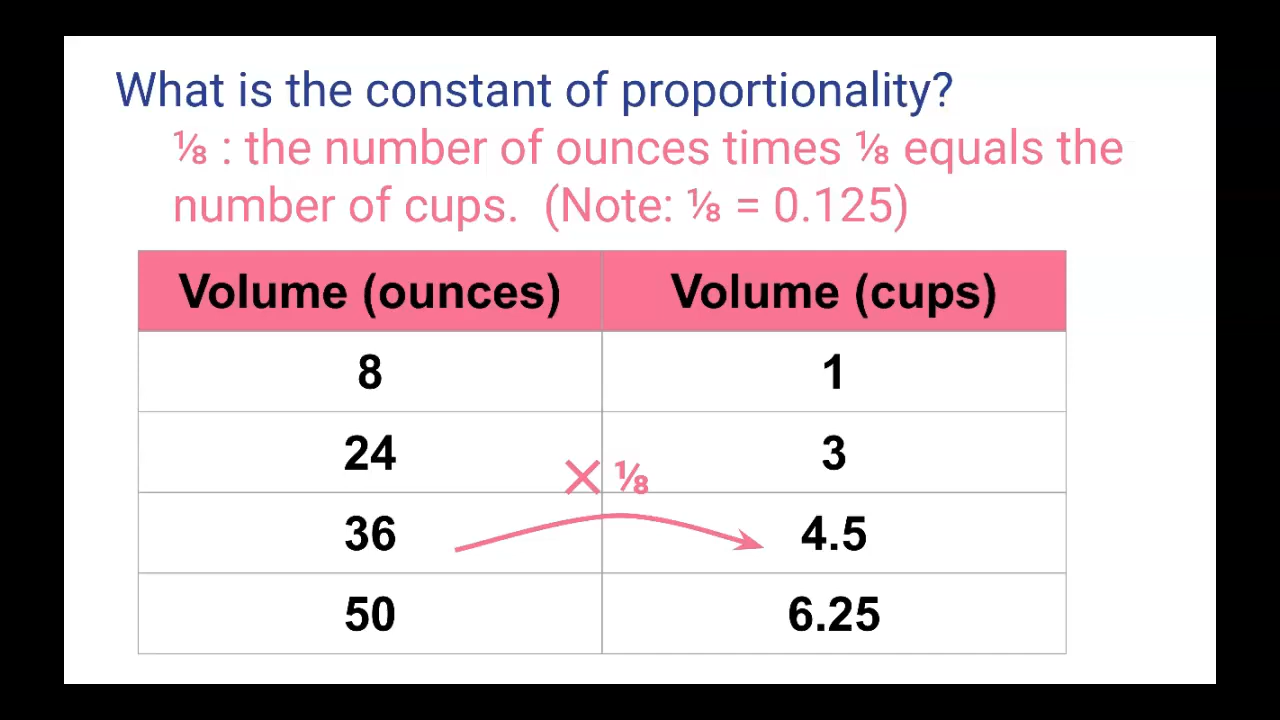 What is the constant of proportionality?
⅛ : the number of ounces times ⅛ equals the
number of cups. (Note: ⅛ = 0.125)
Volume (ounces) Volume (cups)
8 1
24 3
× ⅛
36 4.5
50 6.25